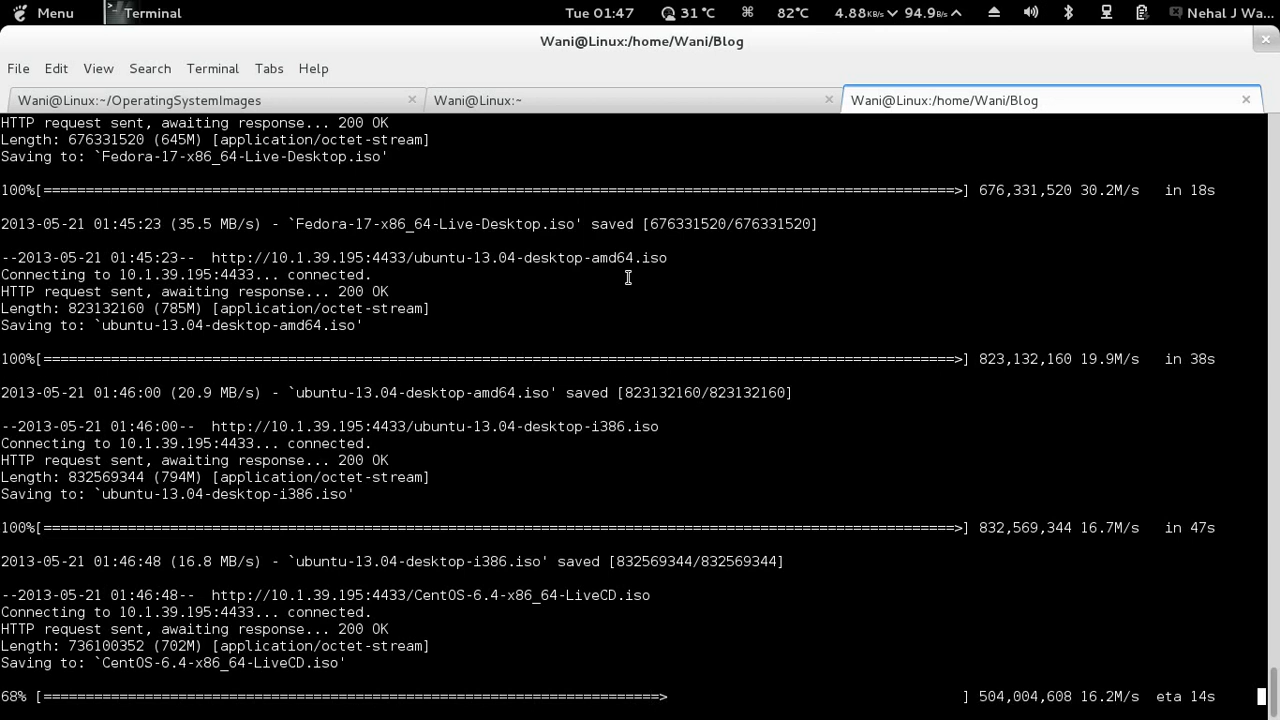 Menu Terminal Tue 01:47 31 °C ⌘ 82°C 4.88KB/s 94.9B/s Nehal J Wa...
Wani@Linux:/home/Wani/Blog
File Edit View Search Terminal Tabs Help
Wani@Linux:~/OperatingSystemImages × Wani@Linux:~ × Wani@Linux:/home/Wani/Blog ×
HTTP request sent, awaiting response... 200 OK
Length: 676331520 (645M) [application/octet-stream]
Saving to: `Fedora-17-x86_64-Live-Desktop.iso'
100%[============================================================================================================>] 676,331,520 30.2M/s   in 18s
2013-05-21 01:45:23 (35.5 MB/s) - `Fedora-17-x86_64-Live-Desktop.iso' saved [676331520/676331520]
--2013-05-21 01:45:23--  http://10.1.39.195:4433/ubuntu-13.04-desktop-amd64.iso
Connecting to 10.1.39.195:4433... connected.
HTTP request sent, awaiting response... 200 OK
Length: 823132160 (785M) [application/octet-stream]
Saving to: `ubuntu-13.04-desktop-amd64.iso'
100%[============================================================================================================>] 823,132,160 19.9M/s   in 38s
2013-05-21 01:46:00 (20.9 MB/s) - `ubuntu-13.04-desktop-amd64.iso' saved [823132160/823132160]
--2013-05-21 01:46:00--  http://10.1.39.195:4433/ubuntu-13.04-desktop-i386.iso
Connecting to 10.1.39.195:4433... connected.
HTTP request sent, awaiting response... 200 OK
Length: 832569344 (794M) [application/octet-stream]
Saving to: `ubuntu-13.04-desktop-i386.iso'
100%[============================================================================================================>] 832,569,344 16.7M/s   in 47s
2013-05-21 01:46:48 (16.8 MB/s) - `ubuntu-13.04-desktop-i386.iso' saved [832569344/832569344]
--2013-05-21 01:46:48--  http://10.1.39.195:4433/CentOS-6.4-x86_64-LiveCD.iso
Connecting to 10.1.39.195:4433... connected.
HTTP request sent, awaiting response... 200 OK
Length: 736100352 (702M) [application/octet-stream]
Saving to: `CentOS-6.4-x86_64-LiveCD.iso'
68% [=========================================================================>                                   ] 504,004,608 16.2M/s  eta 14s